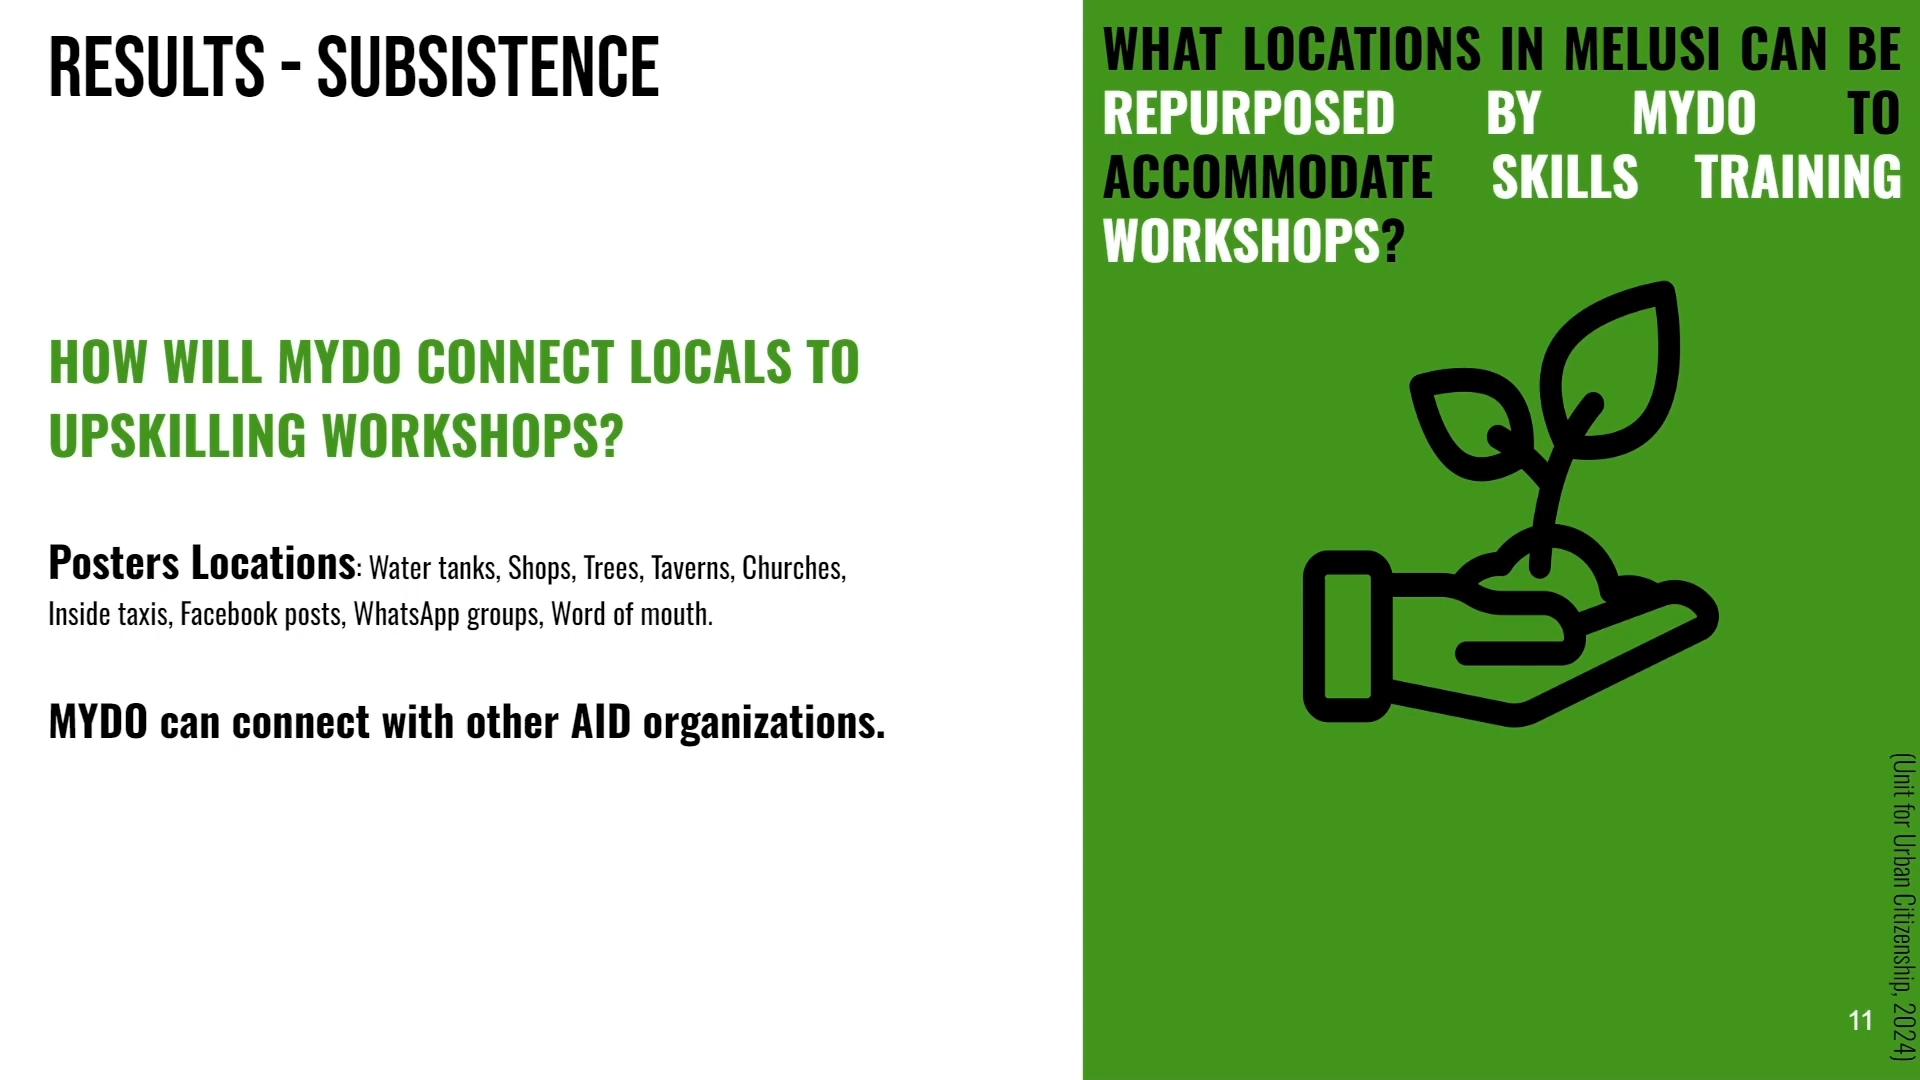 RESULTS - SUBSISTENCE
HOW WILL MYDO CONNECT LOCALS TO
UPSKILLING WORKSHOPS?
Posters Locations: Water tanks, Shops, Trees, Taverns, Churches,
Inside taxis, Facebook posts, WhatsApp groups, Word of mouth.
MYDO can connect with other AID organizations.
WHAT LOCATIONS IN MELUSI CAN BE
REPURPOSED BY MYDO TO
ACCOMMODATE SKILLS TRAINING
WORKSHOPS?
(Unit for Urban Citizenship, 2024)
11